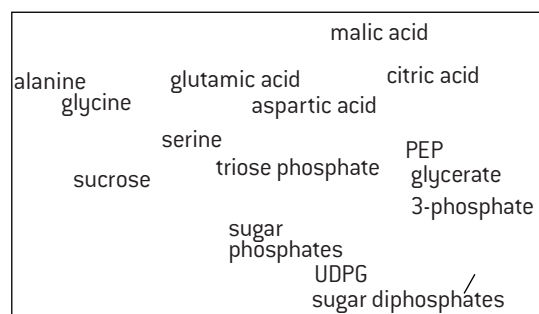 malic acid
alanine
glutamic acid
citric acid
glycine
aspartic acid
serine
PEP
triose phosphate
glycerate
3-phosphate
sucrose
sugar
phosphates
UDPG
sugar diphosphates